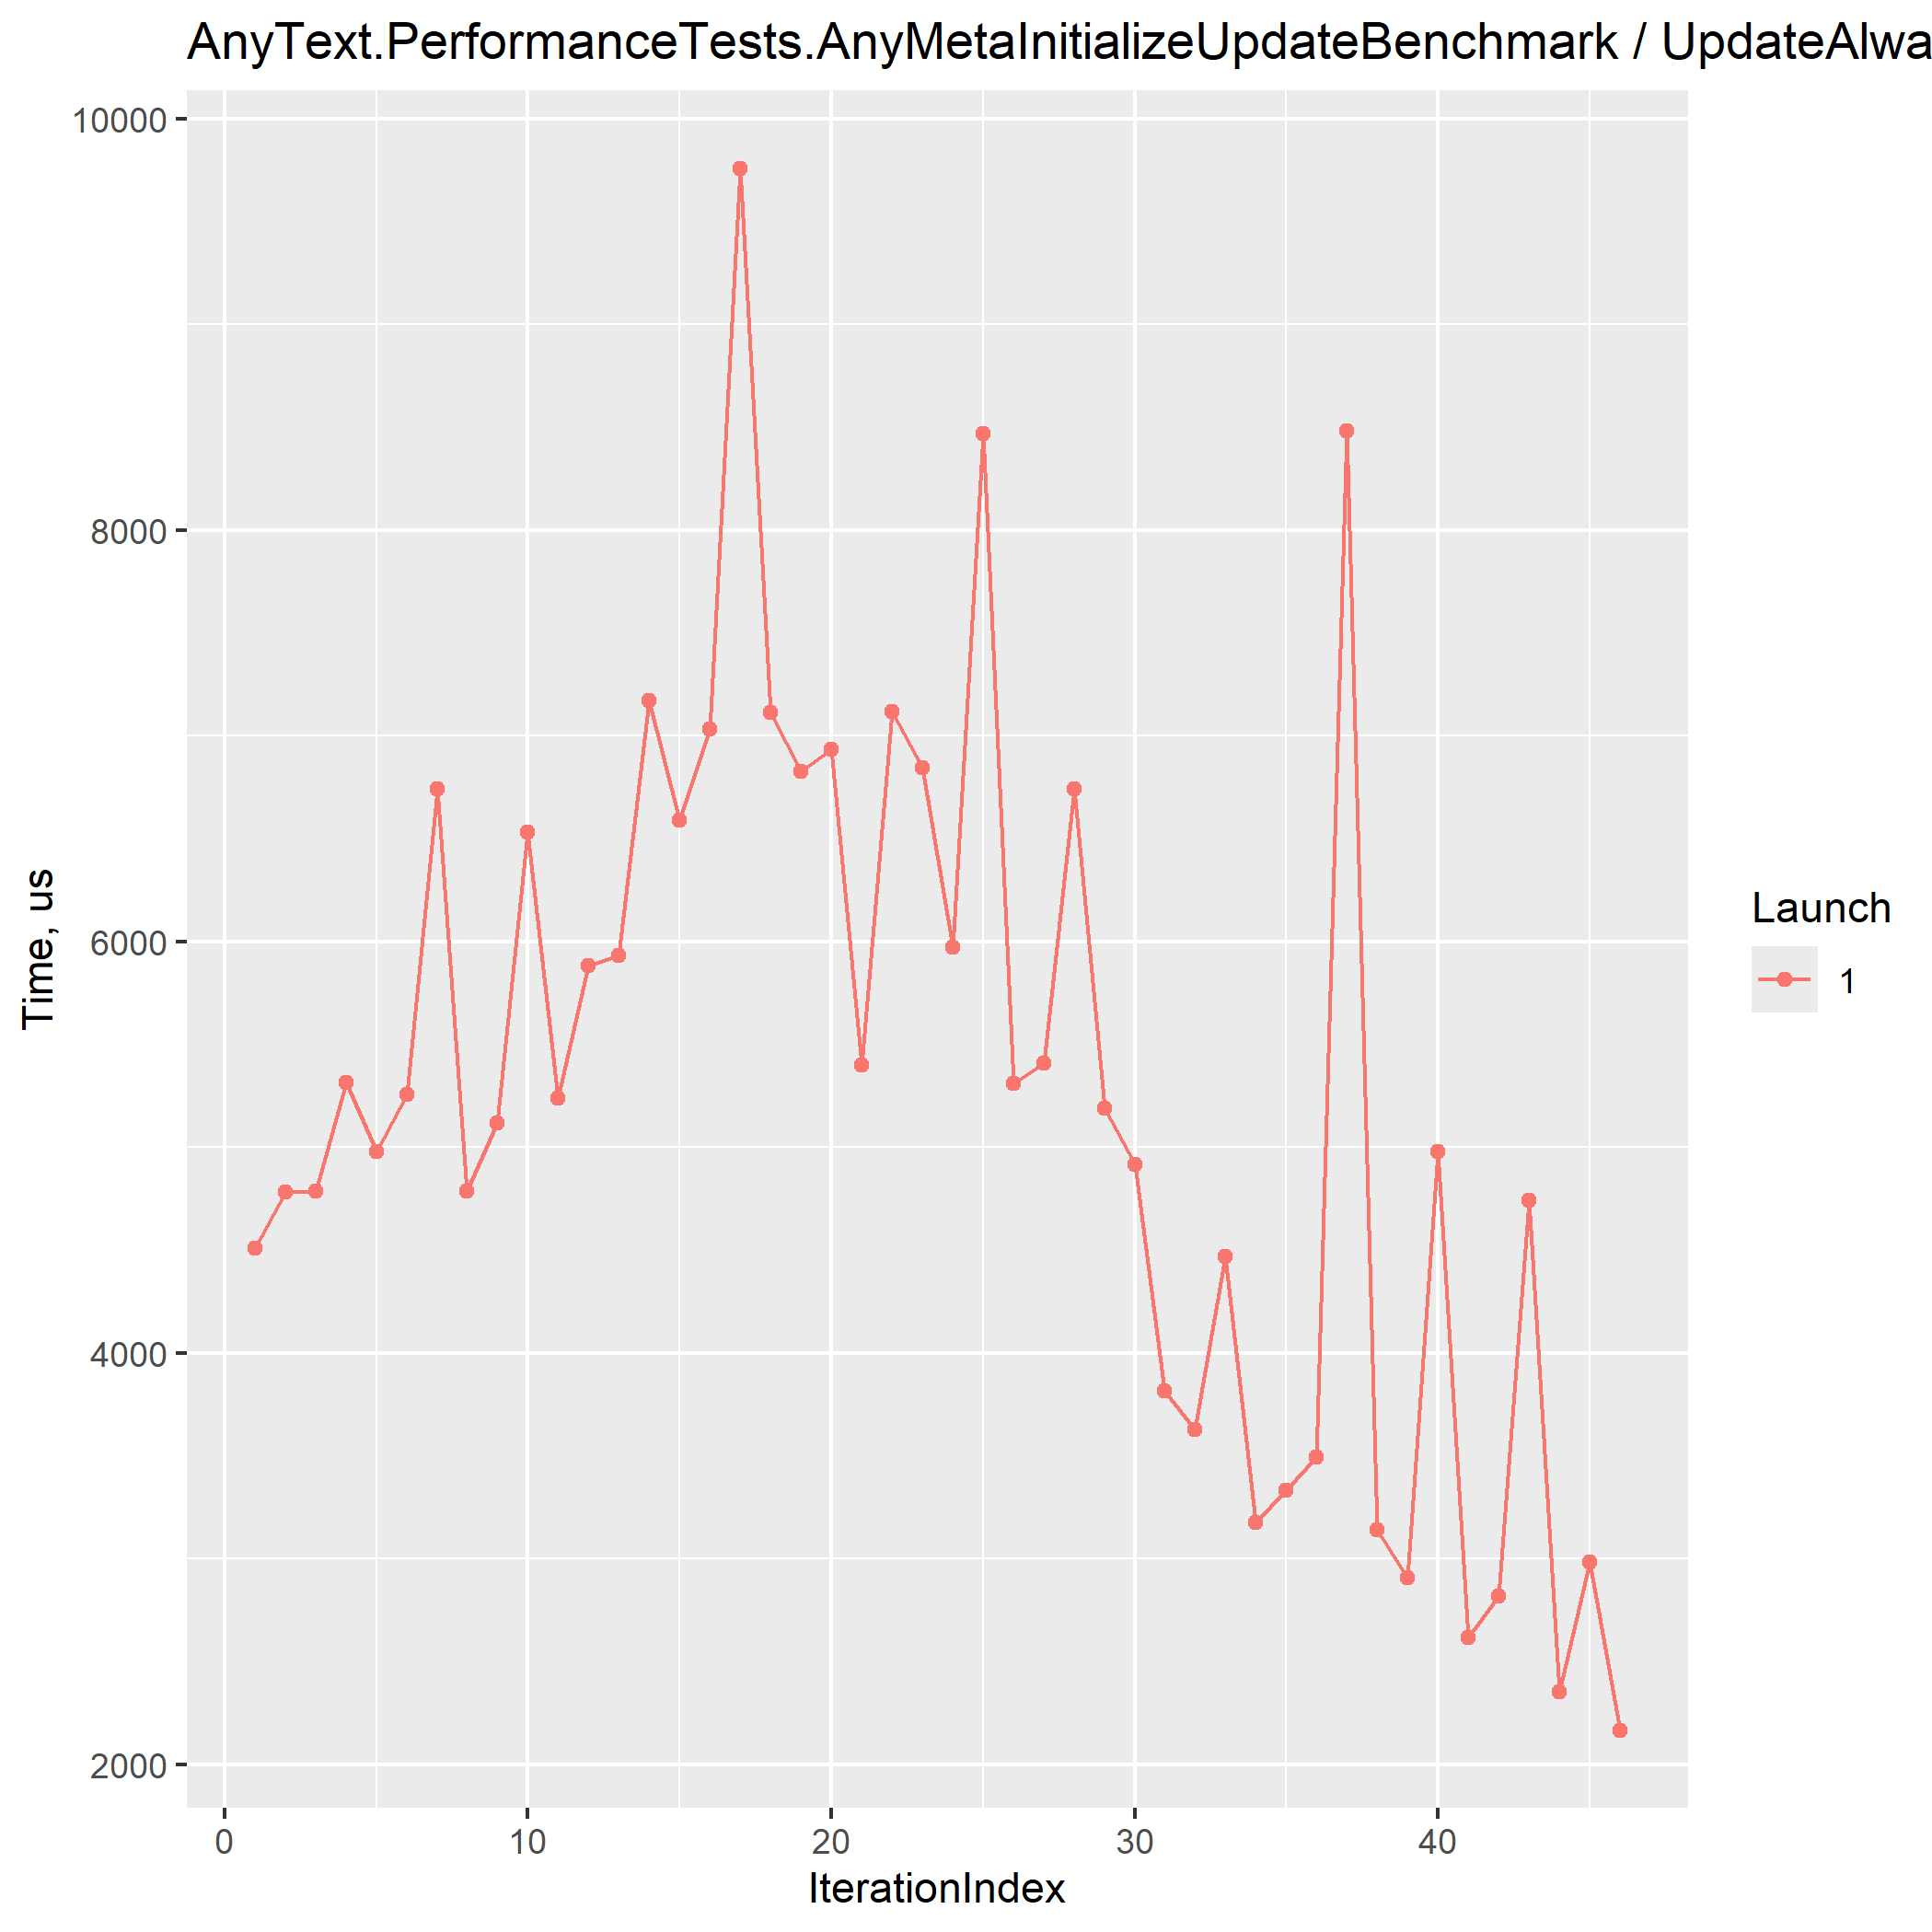 AnyText.PerformanceTests.AnyMetaInitializeUpdateBenchmark / UpdateAlwa
10000
8000
6000
4000
2000
Time, us
0 10 20 30 40
IterationIndex
Launch
1